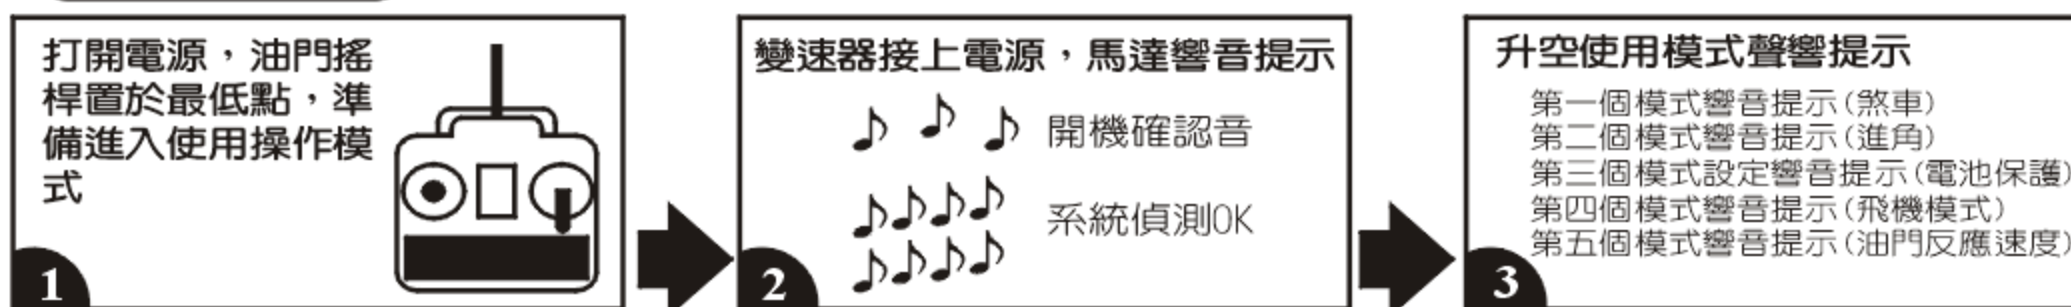 打開電源，油門搖
桿置於最低點，準
備進入使用操作模
式
1
變速器接上電源，馬達響音提示
開機確認音
系統偵測OK
2
升空使用模式聲響提示
第一個模式響音提示(煞車)
第二個模式響音提示(進角)
第三個模式設定響音提示(電池保護)
第四個模式響音提示(飛機模式)
第五個模式響音提示(油門反應速度)
3